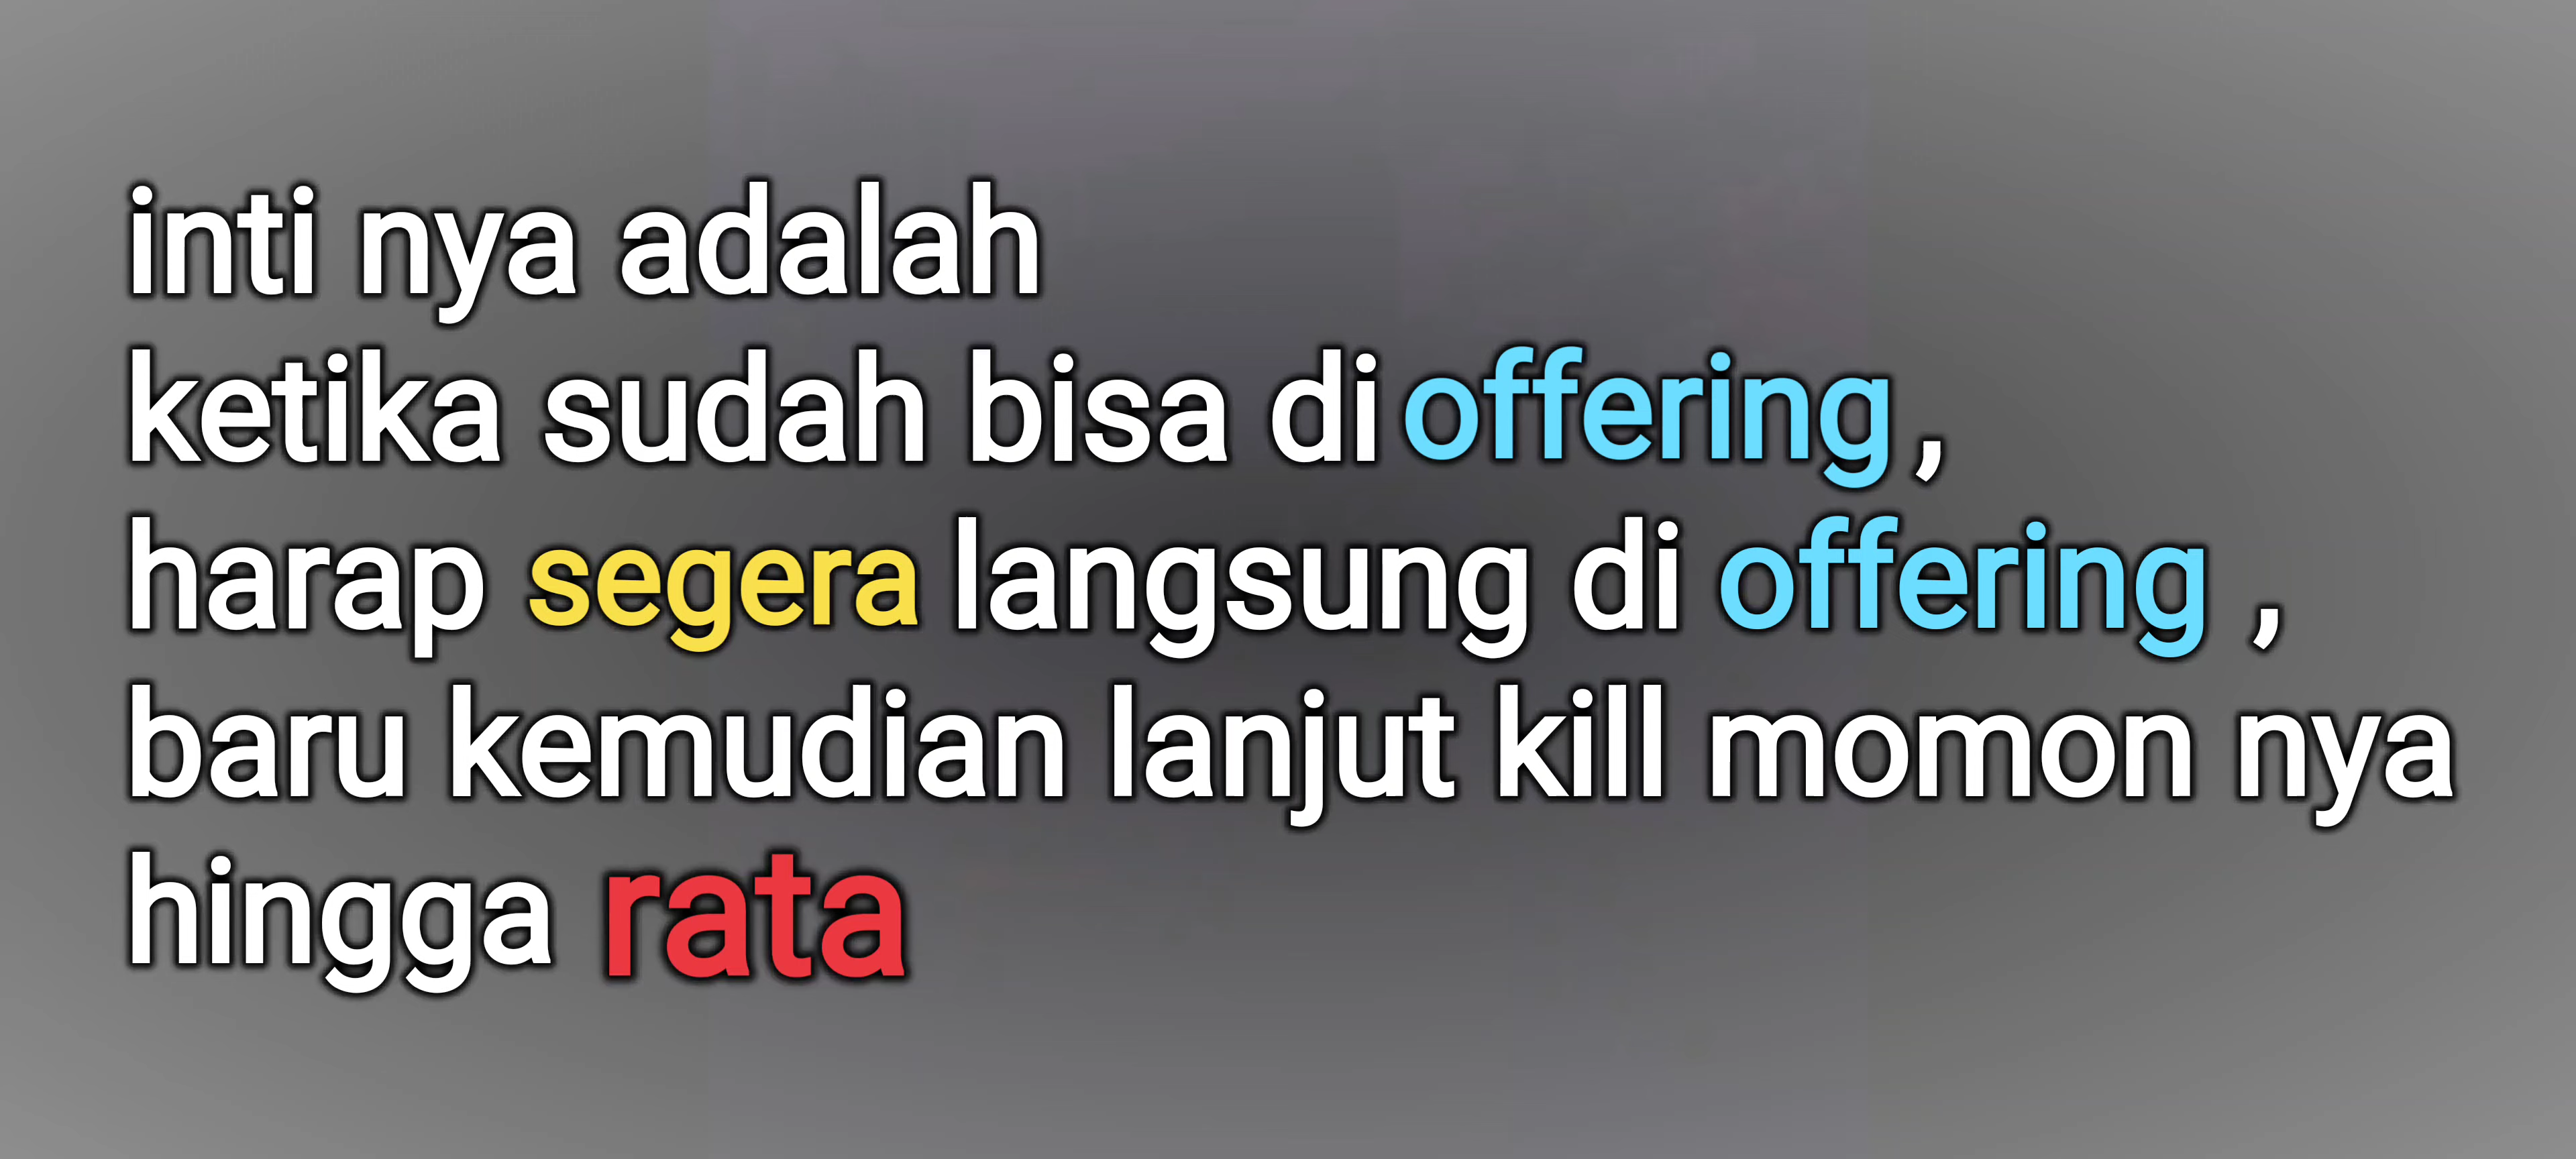 inti nya adalah
ketika sudah bisa di offering ,
harap segera langsung di offering ,
baru kemudian lanjut kill momon nya
hingga rata